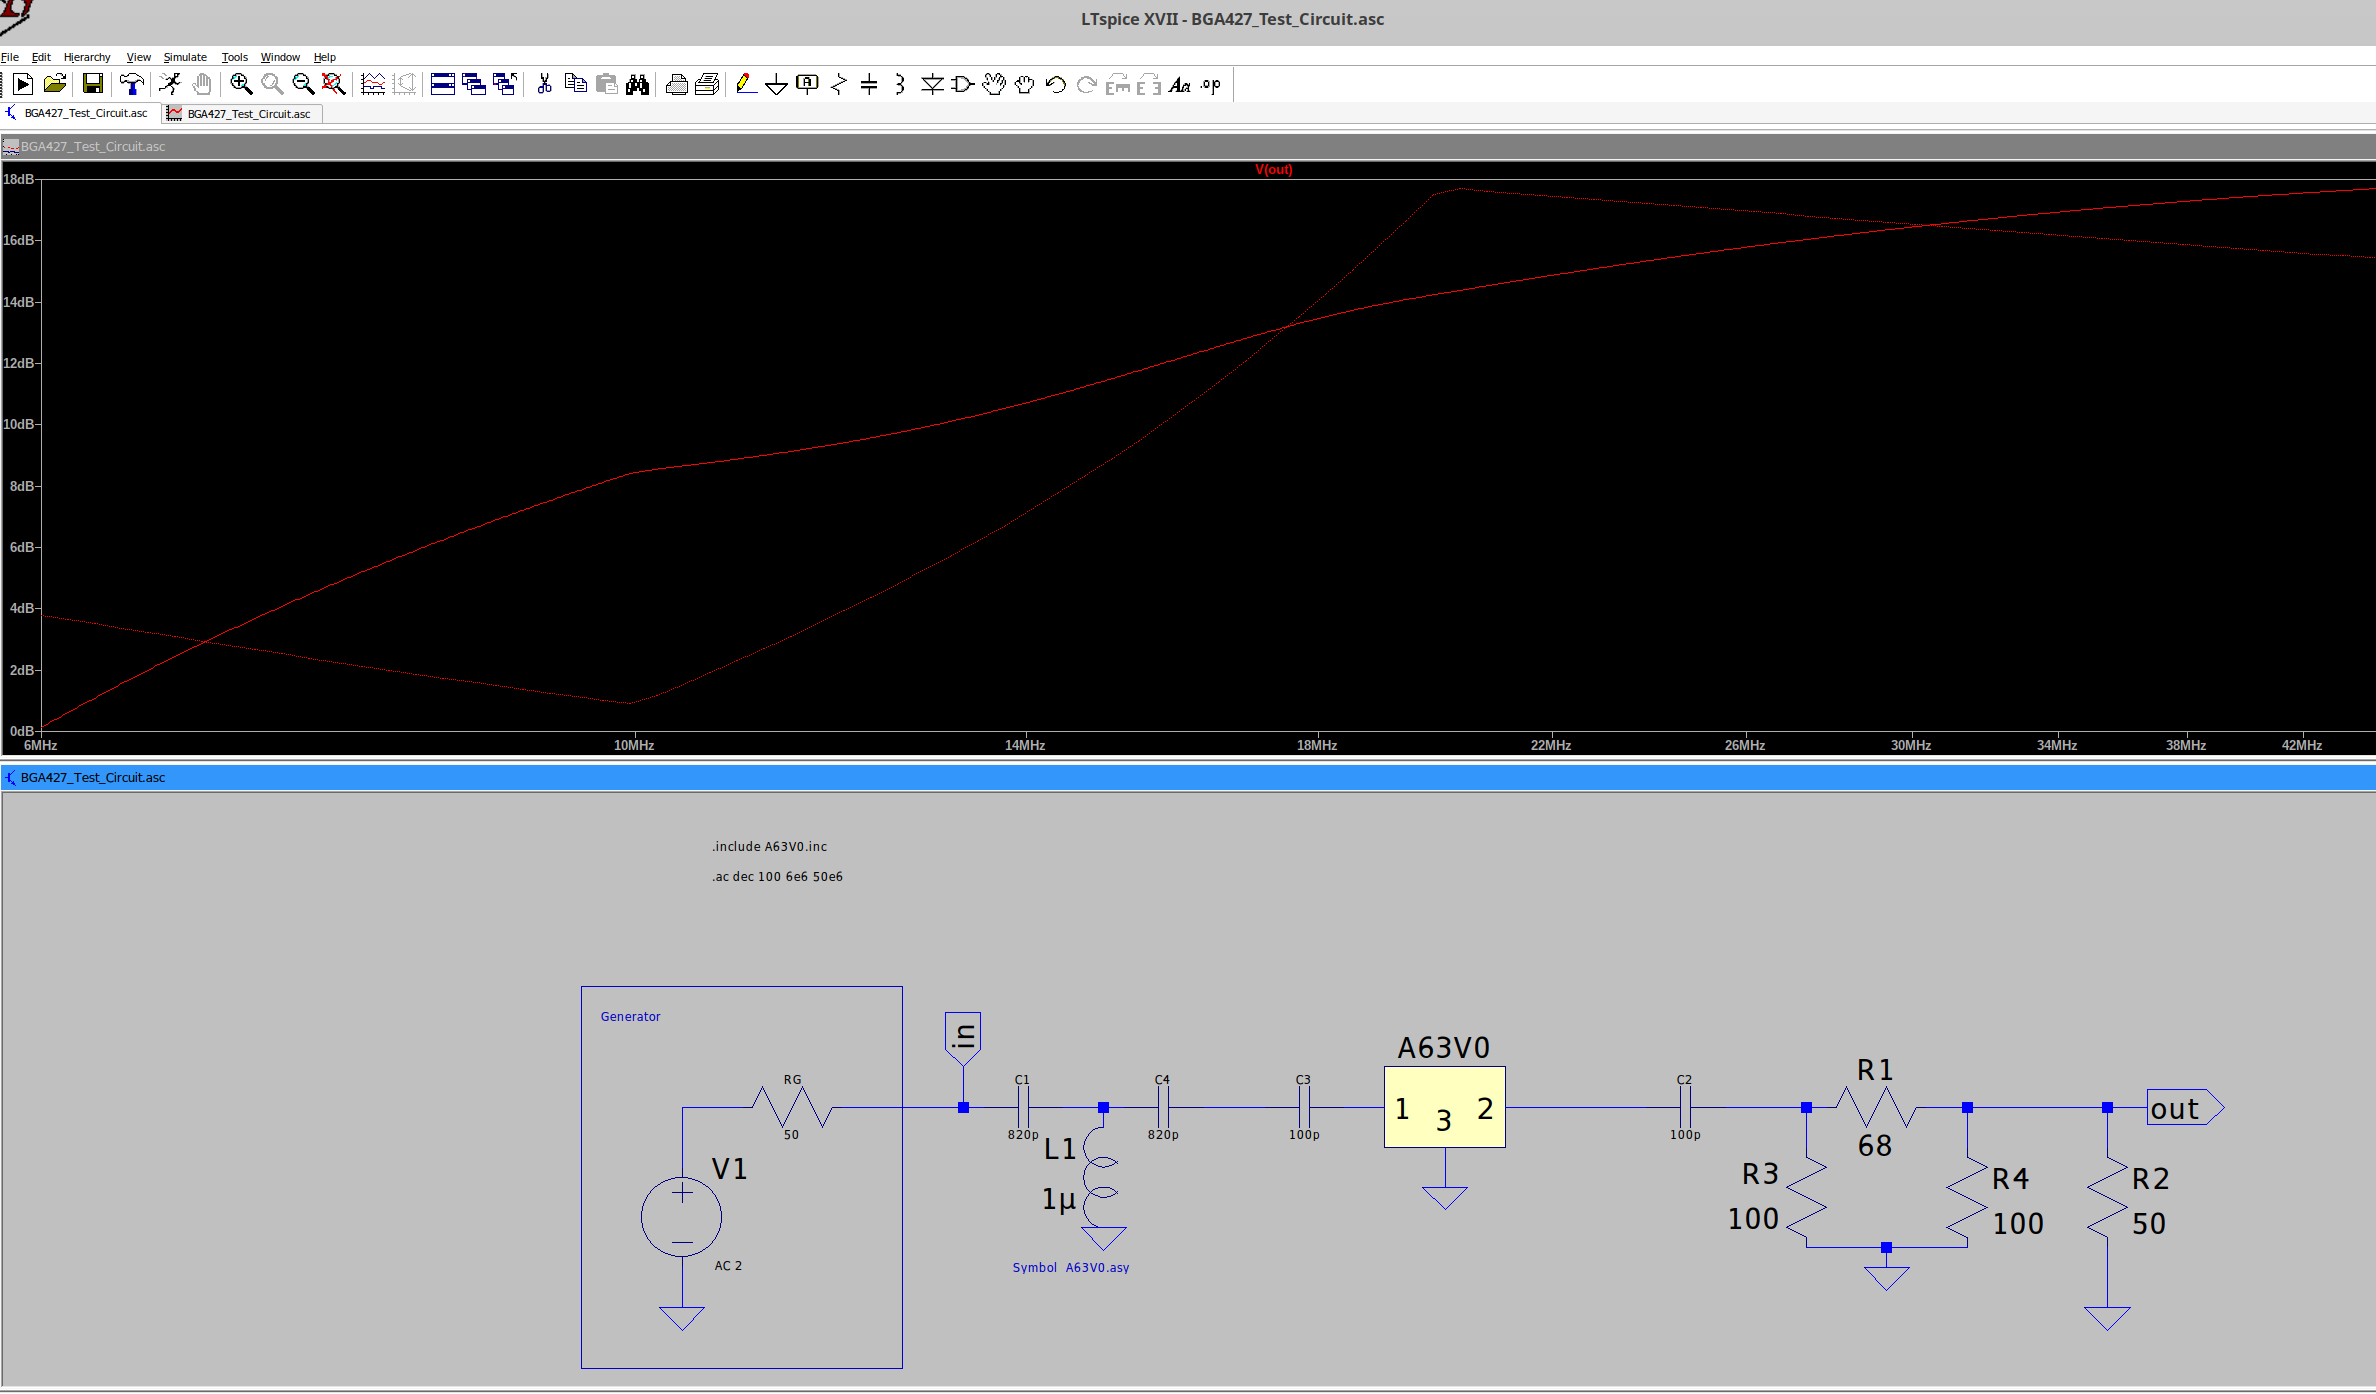 LTspice XVII - BGA427_Test_Circuit.asc
File Edit Hierarchy View Simulate Tools Window Help
A Aa .op
BGA427_Test_Circuit.asc BGA427_Test_Circuit.asc
BGA427_Test_Circuit.asc
V(out)
18dB
16dB
14dB
12dB
10dB
8dB
6dB
4dB
2dB
0dB
6MHz 10MHz 14MHz 18MHz 22MHz 26MHz 30MHz 34MHz 38MHz 42MHz
BGA427_Test_Circuit.asc
.include A63V0.inc
.ac dec 100 6e6 50e6
Generator
RG
50
V1
AC 2
in
C1
820p
L1
1µ
C4
820p
C3
100p
A63V0
1 3 2
C2
100p
R1
68
R3
100
R4
100
R2
50
out
Symbol A63V0.asy